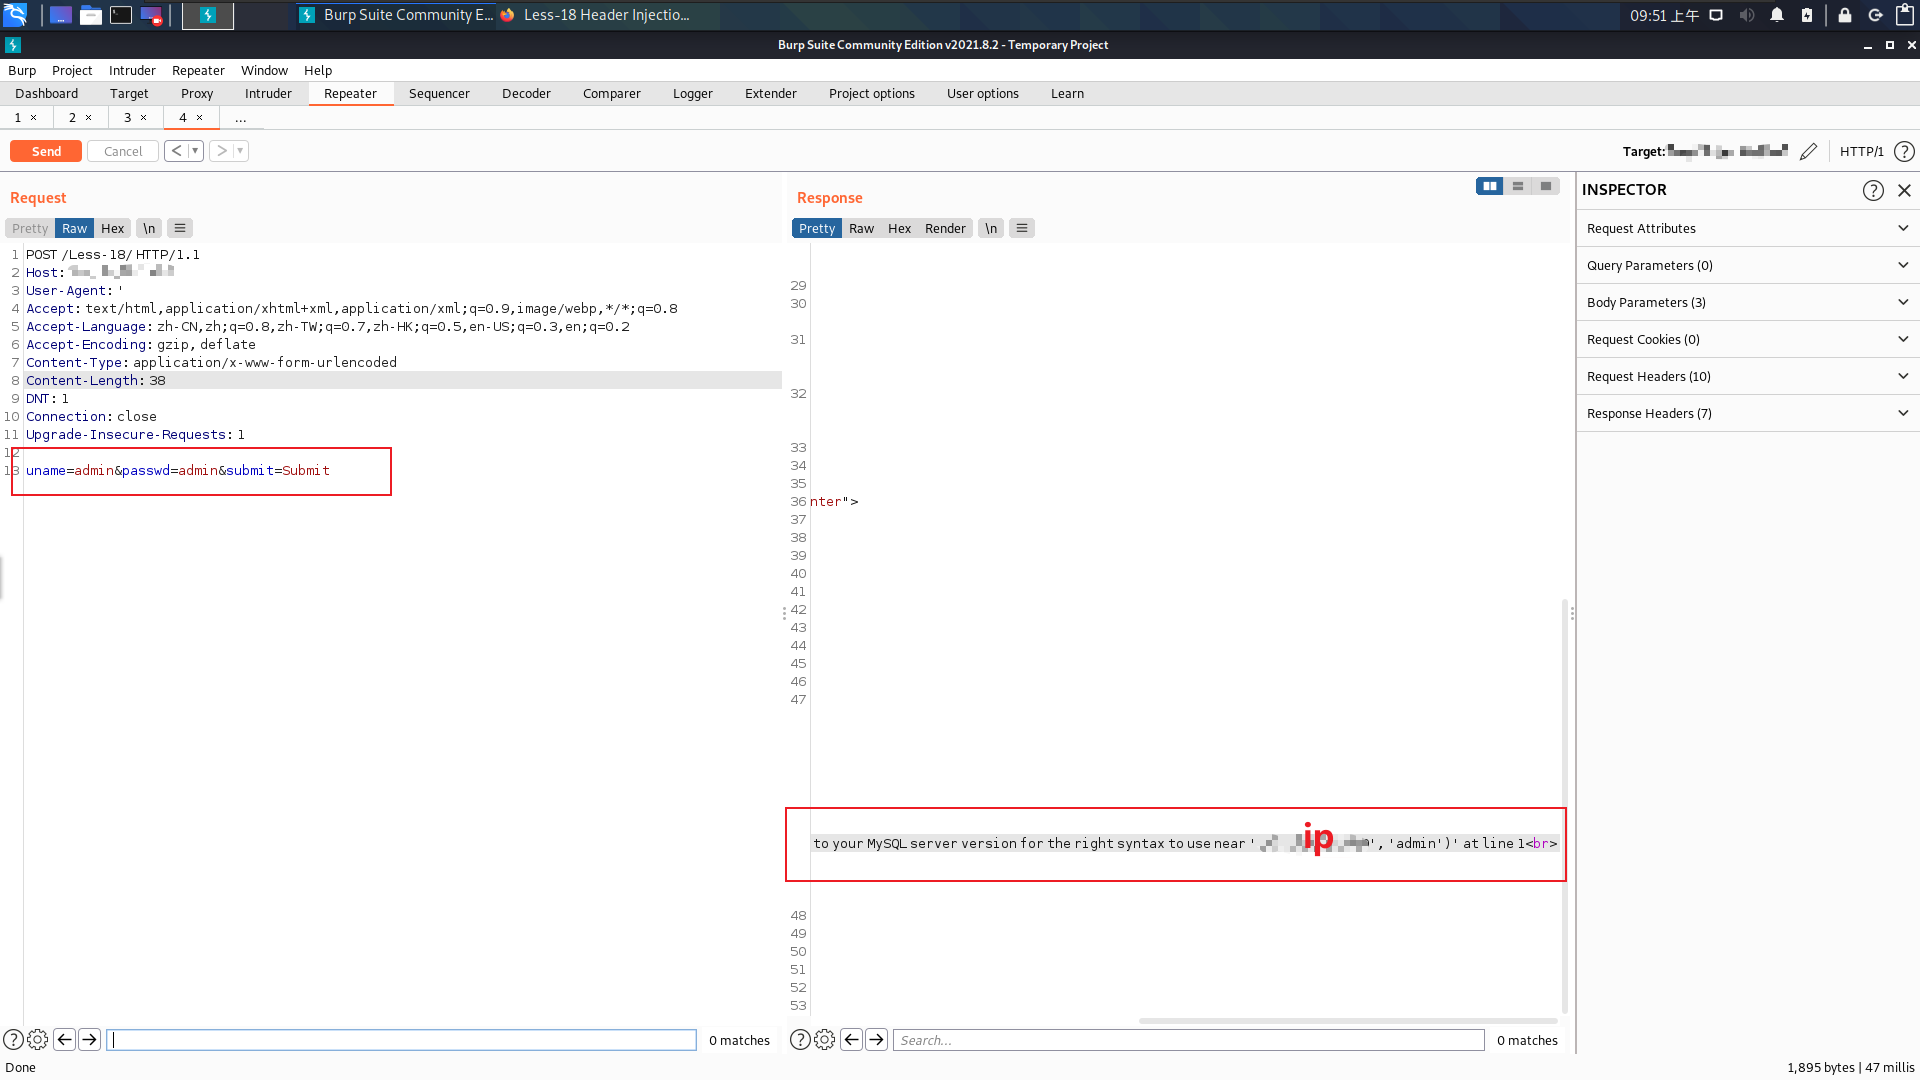 Burp Suite Community E...
Less-18 Header Injectio...
09:51 上午
Burp Suite Community Edition v2021.8.2 - Temporary Project
Burp Project Intruder Repeater Window Help
Dashboard Target Proxy Intruder Repeater Sequencer Decoder Comparer Logger Extender Project options User options Learn
1 × 2 × 3 × 4 × ...
Send Cancel < ▾ > ▾
Target:
HTTP/1 ?
Request
Pretty Raw Hex \n ≡
1 POST /Less-18/ HTTP/1.1
2 Host:
3 User-Agent: '
4 Accept: text/html,application/xhtml+xml,application/xml;q=0.9,image/webp,*/*;q=0.8
5 Accept-Language: zh-CN,zh;q=0.8,zh-TW;q=0.7,zh-HK;q=0.5,en-US;q=0.3,en;q=0.2
6 Accept-Encoding: gzip, deflate
7 Content-Type: application/x-www-form-urlencoded
8 Content-Length: 38
9 DNT: 1
10 Connection: close
11 Upgrade-Insecure-Requests: 1
12
13 uname=admin&passwd=admin&submit=Submit
0 matches
Response
Pretty Raw Hex Render \n ≡
29
30
31
32
33
34
35
36 nter">
37
38
39
40
41
42
43
44
45
46
47
ip
to your MySQL server version for the right syntax to use near ' ', 'admin')' at line 1<br>
48
49
50
51
52
53
Search...
0 matches
INSPECTOR
Request Attributes
Query Parameters (0)
Body Parameters (3)
Request Cookies (0)
Request Headers (10)
Response Headers (7)
Done
1,895 bytes | 47 millis